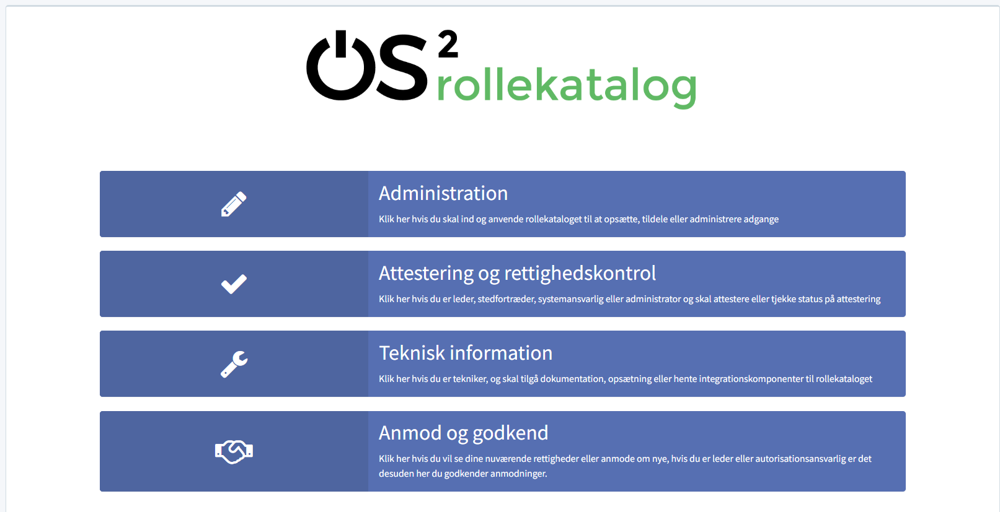 OS²
rollekatalog
Administration
Klik her hvis du skal ind og anvende rollekataloget til at opsætte, tildele eller administrere adgange
Attestering og rettighedskontrol
Klik her hvis du er leder, stedfortræder, systemansvarlig eller administrator og skal attestere eller tjekke status på attestering
Teknisk information
Klik her hvis du er tekniker, og skal tilgå dokumentation, opsætning eller hente integrationskomponenter til rollekataloget
Anmod og godkend
Klik her hvis du vil se dine nuværende rettigheder eller anmode om nye, hvis du er leder eller autorisationsansvarlig er det
desuden her du godkender anmodninger.